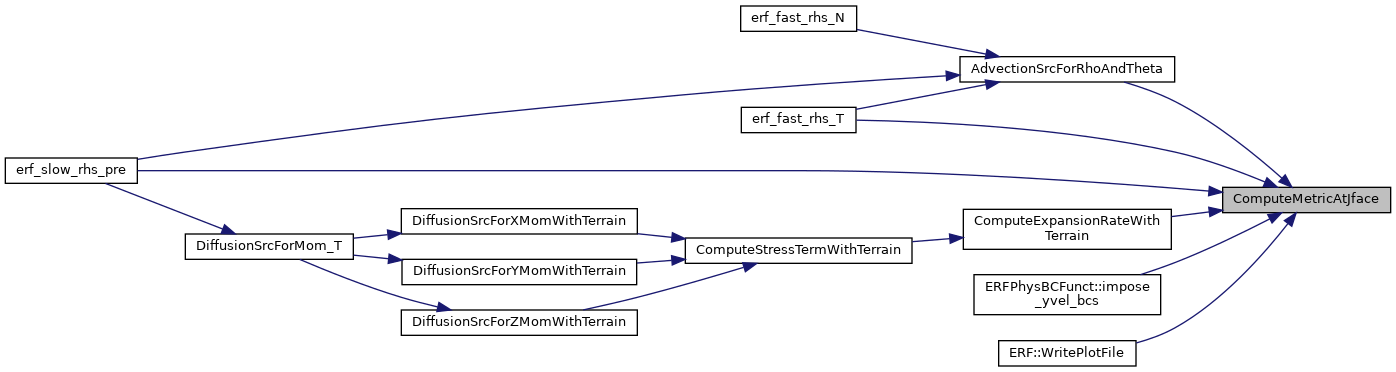 erf_fast_rhs_N
AdvectionSrcForRhoAndTheta
erf_fast_rhs_T
erf_slow_rhs_pre
ComputeMetricAtJface
DiffusionSrcForXMomWithTerrain
ComputeExpansionRateWith
Terrain
DiffusionSrcForMom_T
ComputeStressTermWithTerrain
DiffusionSrcForYMomWithTerrain
ERFPhysBCFunct::impose
_yvel_bcs
DiffusionSrcForZMomWithTerrain
ERF::WritePlotFile